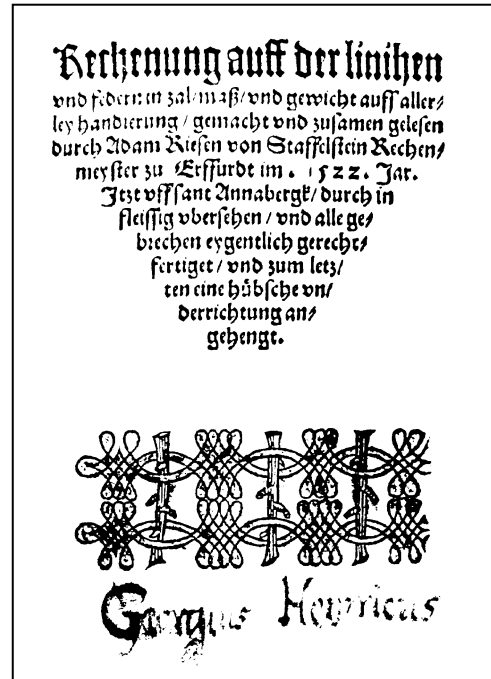 Rechenung auff der linihen
vnd federn in zal/maß/vnd gewicht auff aller/
ley handierung/gemacht vnd zusamen gelesen
durch Adam Riesen von Staffelstein Rechen/
meyster zu Erffurdt im. 1522. Jar.
Itzt vffsant Annabergk/durch in
fleissig vbersehen/vnd alle ge/
brechen eygentlich gerecht/
fertiget/vnd zum letz/
ten eine hübsche vn/
derrichtung an/
gehengt.
Georgius Henricus